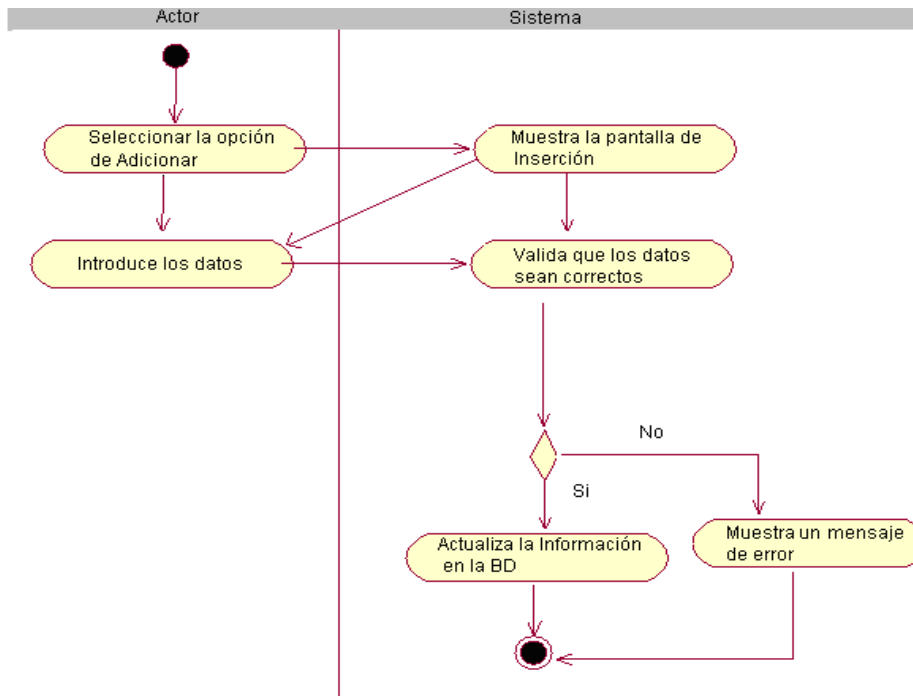 Actor
Sistema
Seleccionar la opción
de Adicionar
Muestra la pantalla de
Inserción
Introduce los datos
Valida que los datos
sean correctos
No
Si
Actualiza la Información
en la BD
Muestra un mensaje
de error